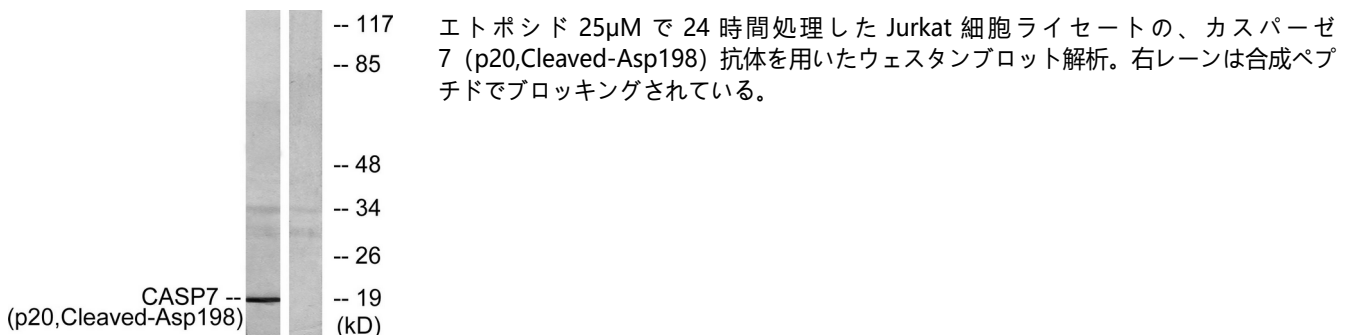 -- 117
-- 85
-- 48
-- 34
-- 26
-- 19
(kD)
CASP7 --
(p20,Cleaved-Asp198)
エトポシド 25μM で 24 時間処理した Jurkat 細胞ライセートの、カスパーゼ
7（p20,Cleaved-Asp198）抗体を用いたウェスタンブロット解析。右レーンは合成ペプ
チドでブロッキングされている。